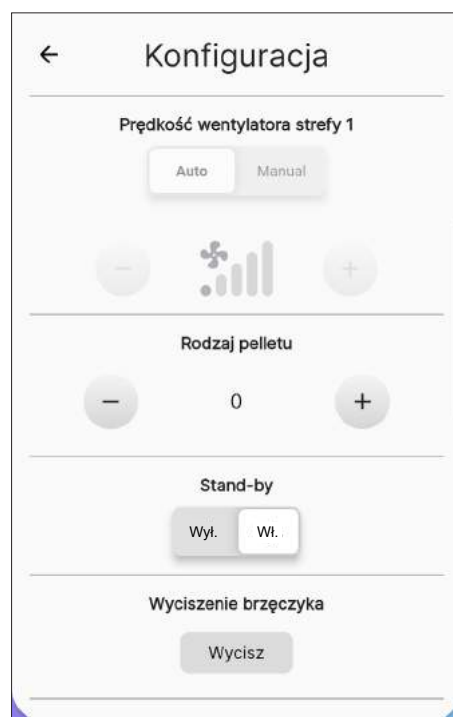 ← Konfiguracja
Prędkość wentylatora strefy 1
Auto Manual
− +
Rodzaj pelletu
− 0 +
Stand-by
Wył. Wł.
Wyciszenie brzęczyka
Wycisz